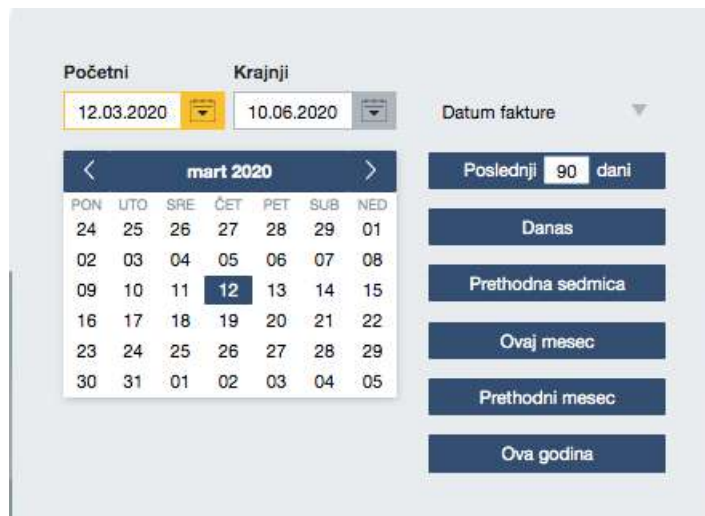 Početni Krajnji
12.03.2020 10.06.2020 Datum fakture
mart 2020
PON UTO SRE ČET PET SUB NED
24 25 26 27 28 29 01
02 03 04 05 06 07 08
09 10 11 12 13 14 15
16 17 18 19 20 21 22
23 24 25 26 27 28 29
30 31 01 02 03 04 05
Poslednji 90 dani
Danas
Prethodna sedmica
Ovaj mesec
Prethodni mesec
Ova godina